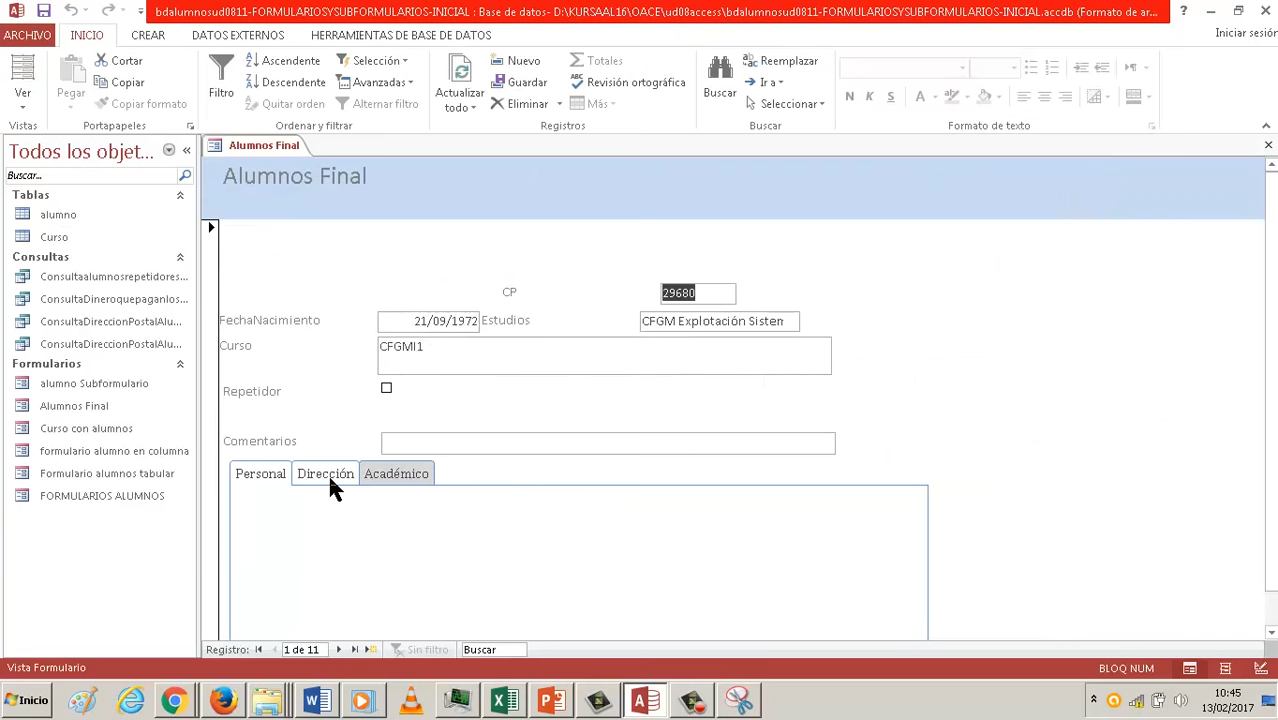 bdalumnosud0811-FORMULARIOSYSUBFORMULARIOS-INICIAL : Base de datos- D:\KURSAAL16\OACE\ud08access\bdalumnosud0811-FORMULARIOSYSUBFORMULARIOS-INICIAL.accdb (Formato de ar...
ARCHIVO INICIO CREAR DATOS EXTERNOS HERRAMIENTAS DE BASE DE DATOS Iniciar sesión
Ver
Vistas
Pegar
Cortar
Copiar
Copiar formato
Portapapeles
Filtro
Ascendente
Descendente
Quitar orden
Selección
Avanzadas
Alternar filtro
Ordenar y filtrar
Actualizar
todo
Nuevo
Guardar
Eliminar
Totales
Revisión ortográfica
Más
Registros
Buscar
Reemplazar
Ir a
Seleccionar
Buscar
N K S
A
Formato de texto
Todos los objet...
Buscar...
Tablas
alumno
Curso
Consultas
Consultaalumnosrepetidores...
ConsultaDineroquepaganlos...
ConsultaDireccionPostalAlu...
ConsultaDireccionPostalAlu...
Formularios
alumno Subformulario
Alumnos Final
Curso con alumnos
formulario alumno en columna
Formulario alumnos tabular
FORMULARIOS ALUMNOS
Alumnos Final
Alumnos Final
CP 29680
FechaNacimiento 21/09/1972 Estudios CFGM Explotación Sistem
Curso CFGMI1
Repetidor
Comentarios
Personal Dirección Académico
Registro: 1 de 11 Sin filtro Buscar
Vista Formulario BLOQ NUM
Inicio
10:45
13/02/2017